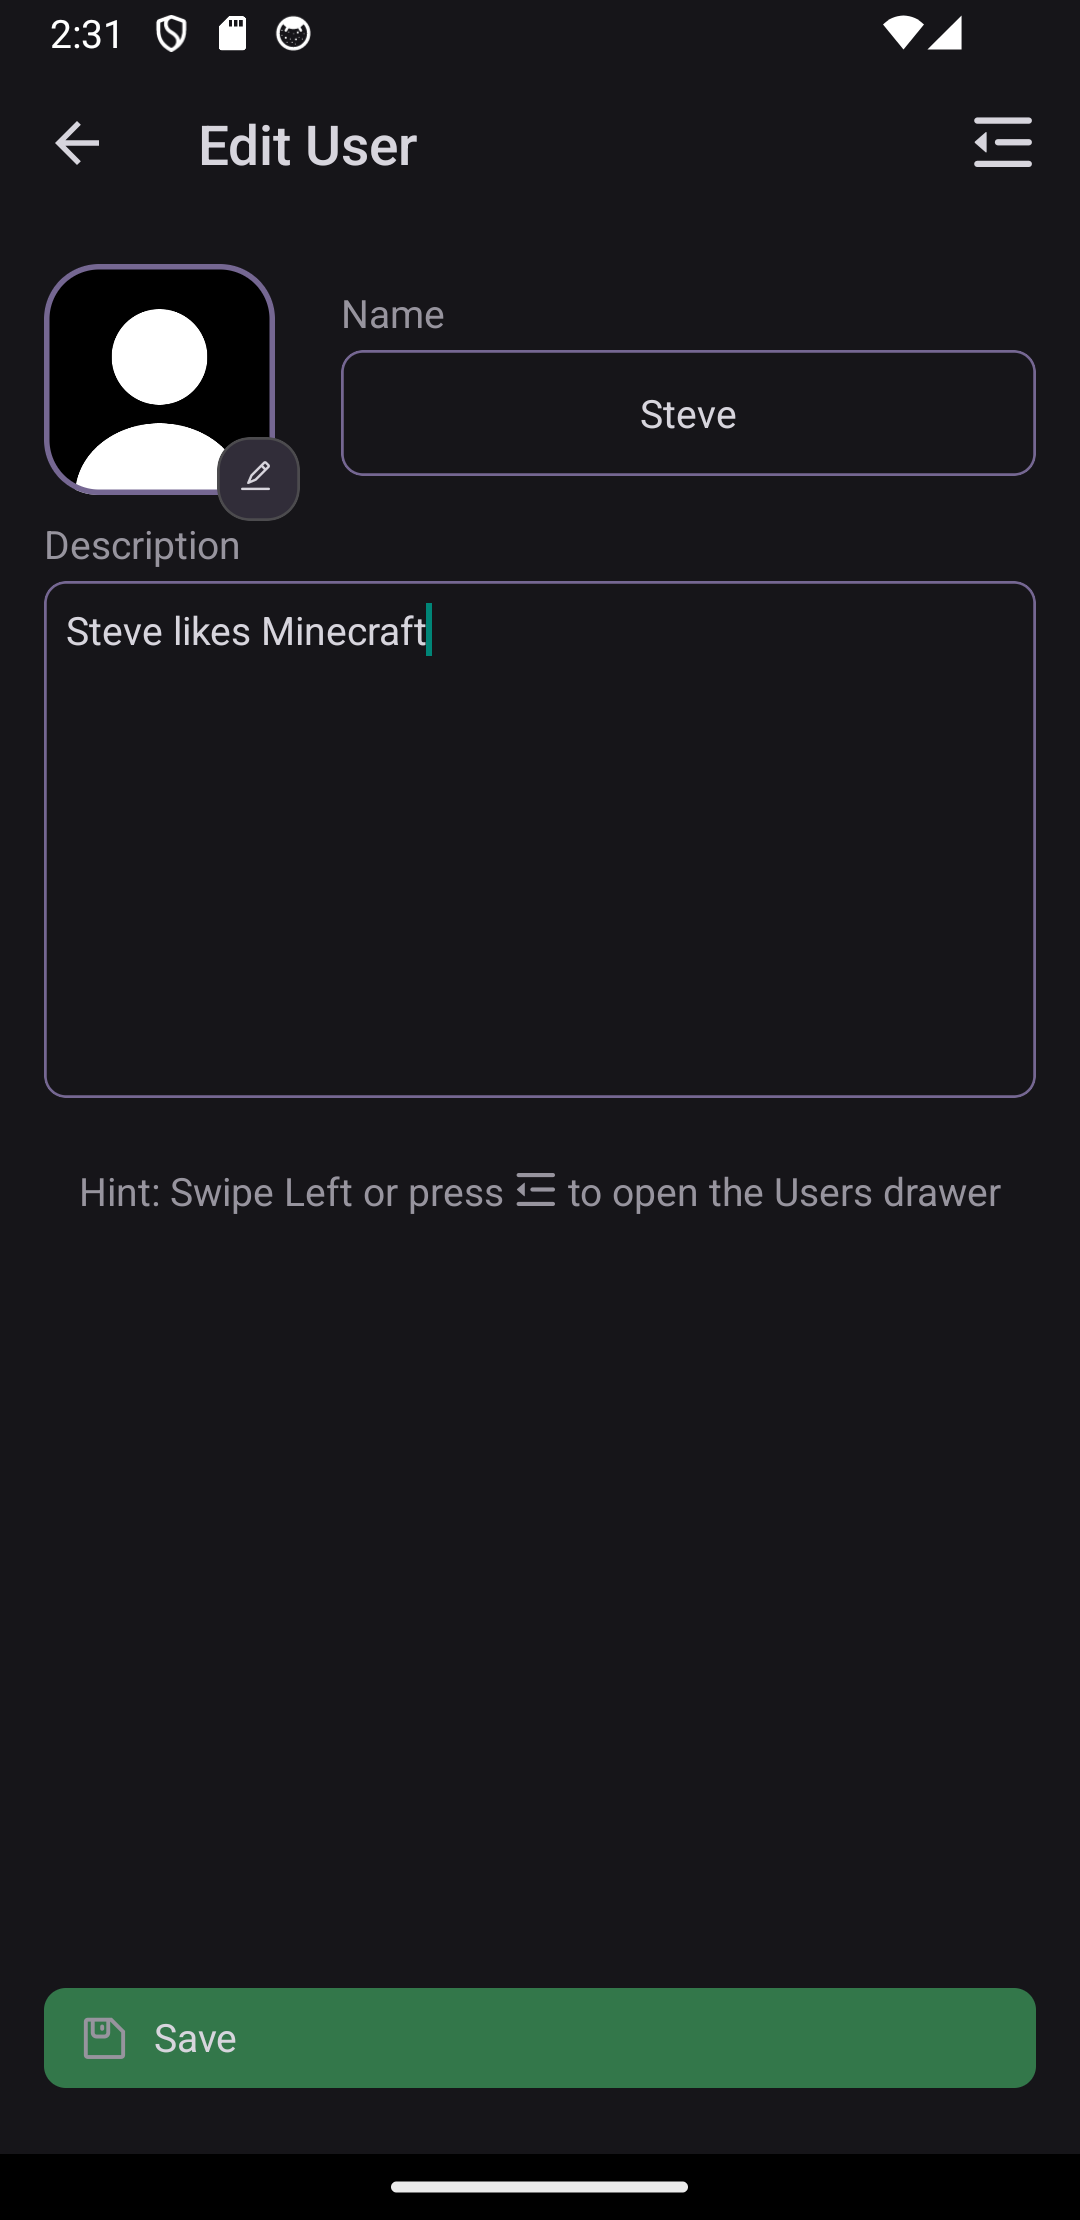 2:31
Edit User
Name
Steve
Description
Steve likes Minecraft
Hint: Swipe Left or press to open the Users drawer
Save